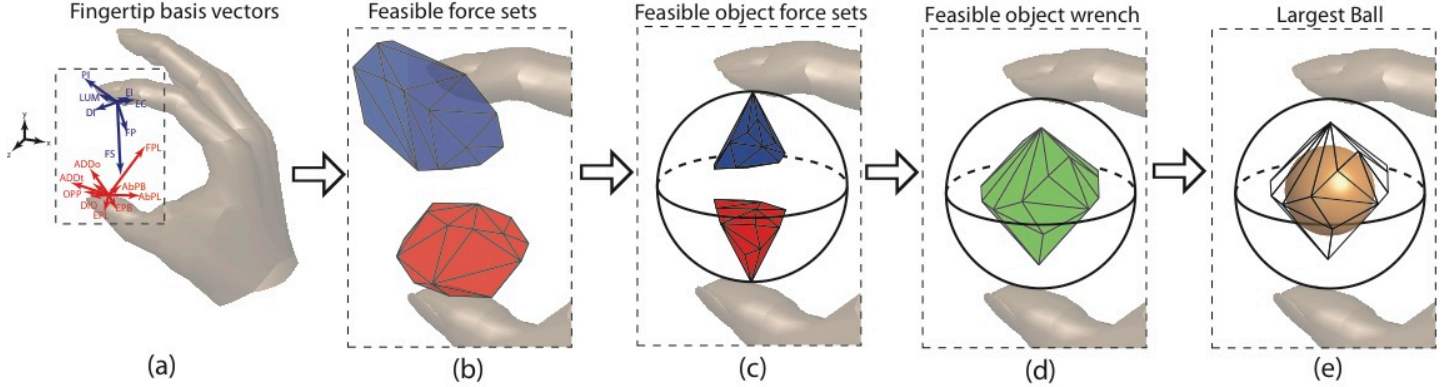 Fingertip basis vectors
Feasible force sets
Feasible object force sets
Feasible object wrench
Largest Ball
PI
LUM
EI
EC
DI
FP
FS
FPL
ADDo
ADDt
OPP
AbPB
AbPL
DIO
EPB
EPL
y
x
z
(a)
(b)
(c)
(d)
(e)